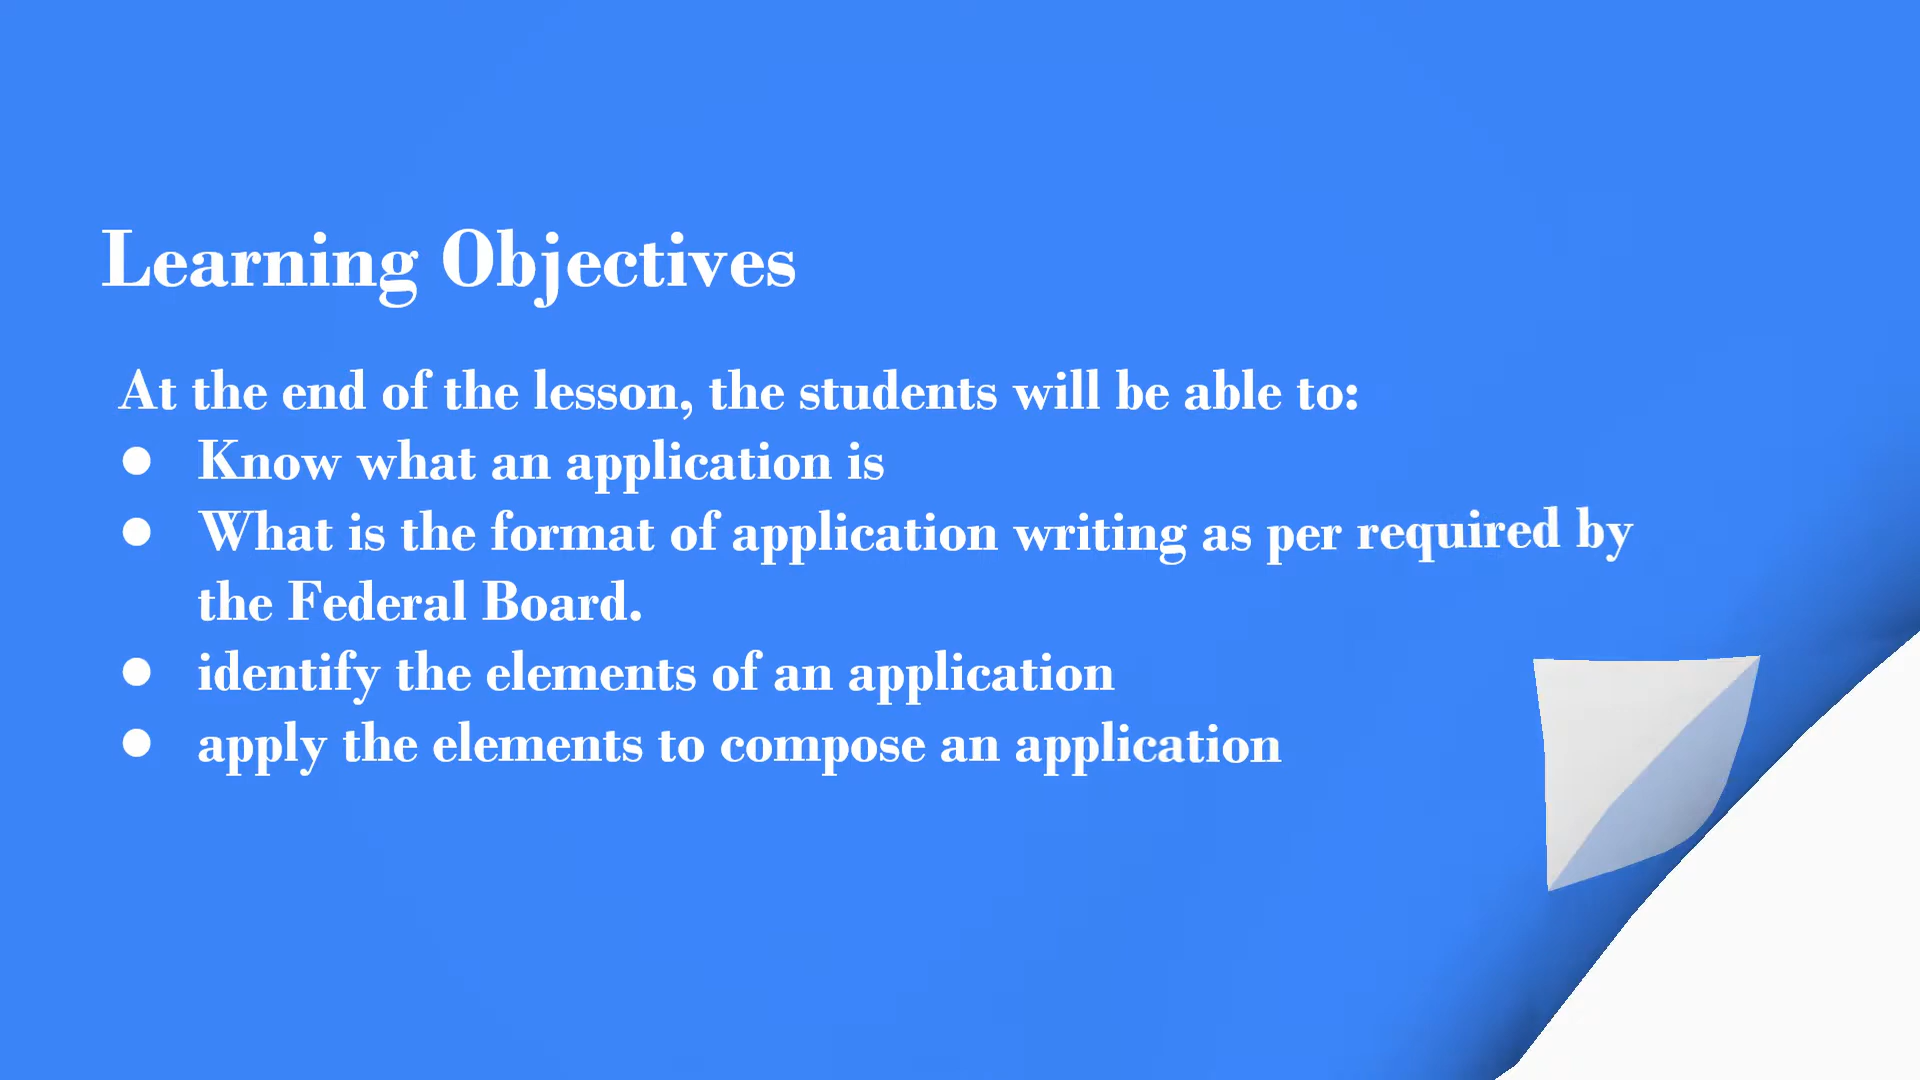 Learning Objectives
At the end of the lesson, the students will be able to:
● Know what an application is
● What is the format of application writing as per required by
the Federal Board.
● identify the elements of an application
● apply the elements to compose an application